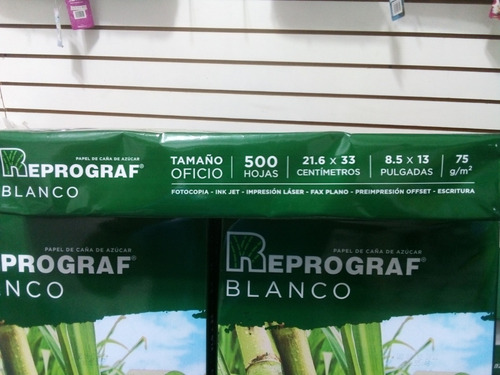 PAPEL DE CAÑA DE AZÚCAR
REPROGRAF®
BLANCO
TAMAÑO
OFICIO
500
HOJAS
21.6 x 33
CENTÍMETROS
8.5 x 13
PULGADAS
75
g/m²
FOTOCOPIA - INK JET - IMPRESIÓN LÁSER - FAX PLANO - PREIMPRESIÓN OFFSET - ESCRITURA
PAPEL DE CAÑA DE AZÚCAR
EPROGRAF®
LANCO
PAPEL DE CAÑA DE AZÚCAR
REPROGRAF®
BLANCO